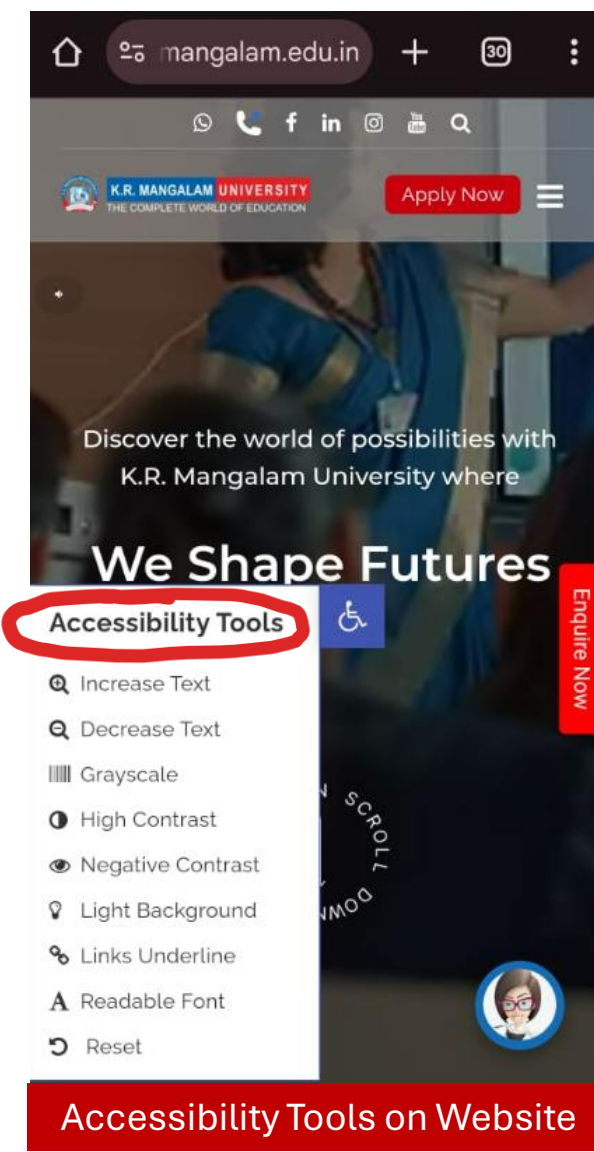 mangalam.edu.in
30
K.R. MANGALAM UNIVERSITY
THE COMPLETE WORLD OF EDUCATION
Apply Now
Discover the world of possibilities with
K.R. Mangalam University where
We Shape Futures
Enquire Now
Accessibility Tools
Increase Text
Decrease Text
Grayscale
High Contrast
Negative Contrast
Light Background
Links Underline
Readable Font
Reset
SCROLL DOWN
Accessibility Tools on Website